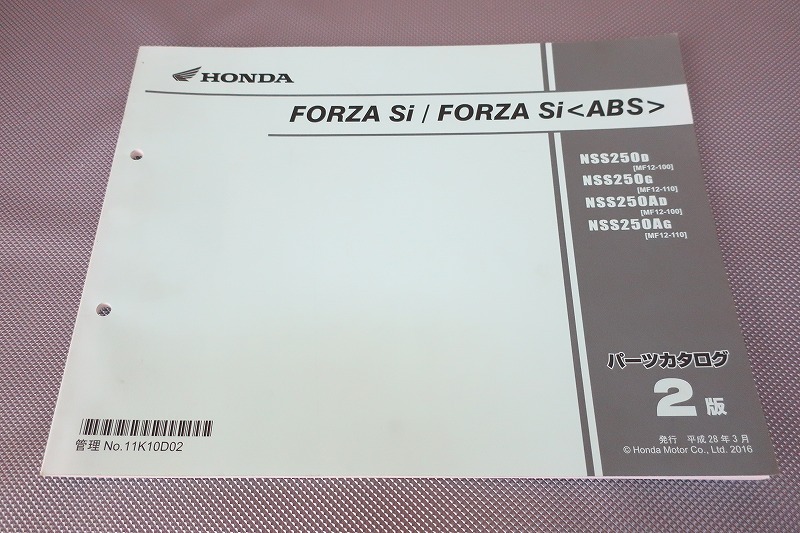 HONDA
FORZA Si / FORZA Si<ABS>
NSS250D
[MF12-100]
NSS250G
[MF12-110]
NSS250AD
[MF12-100]
NSS250AG
[MF12-110]
パーツカタログ
2版
発行 平成28年3月
© Honda Motor Co., Ltd. 2016
管理 No.11K10D02